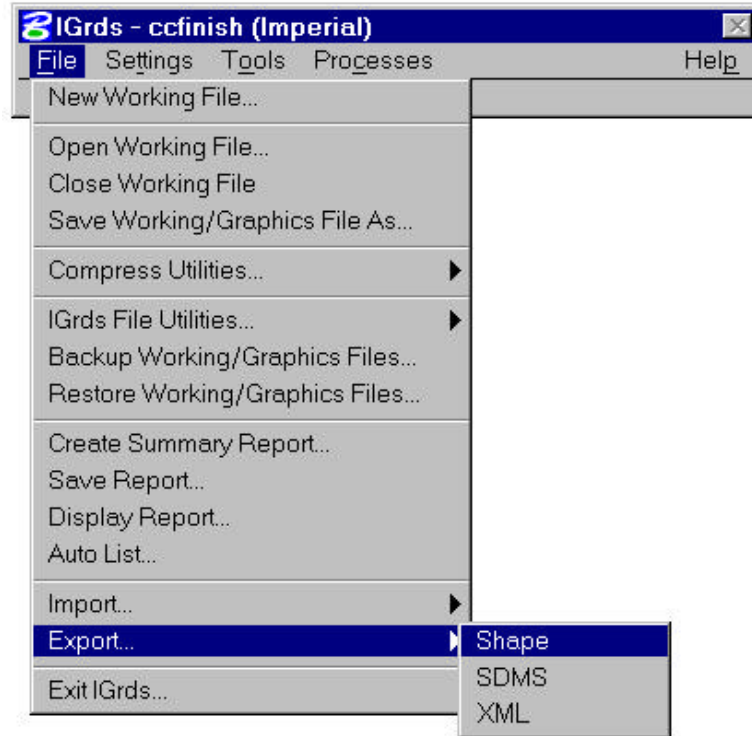 IGrds - ccfinish (Imperial)
File Settings Tools Processes Help
New Working File...
Open Working File...
Close Working File
Save Working/Graphics File As...
Compress Utilities...
IGrds File Utilities...
Backup Working/Graphics Files...
Restore Working/Graphics Files...
Create Summary Report...
Save Report...
Display Report...
Auto List...
Import...
Export...
Shape
SDMS
XML
Exit IGrds...